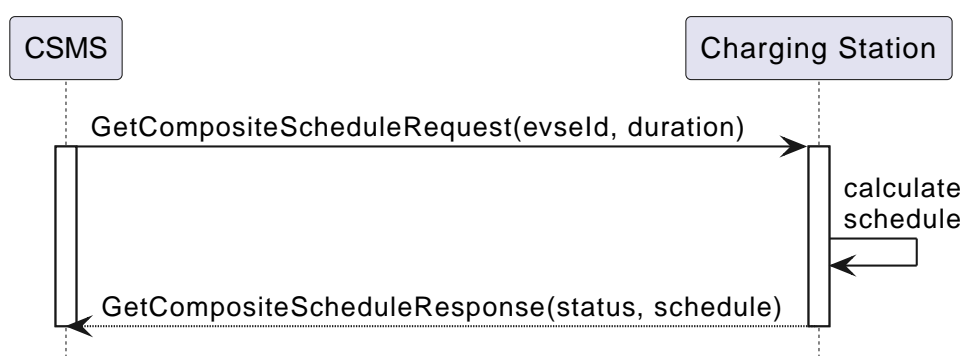 CSMS
Charging Station
GetCompositeScheduleRequest(evseId, duration)
calculate
schedule
GetCompositeScheduleResponse(status, schedule)